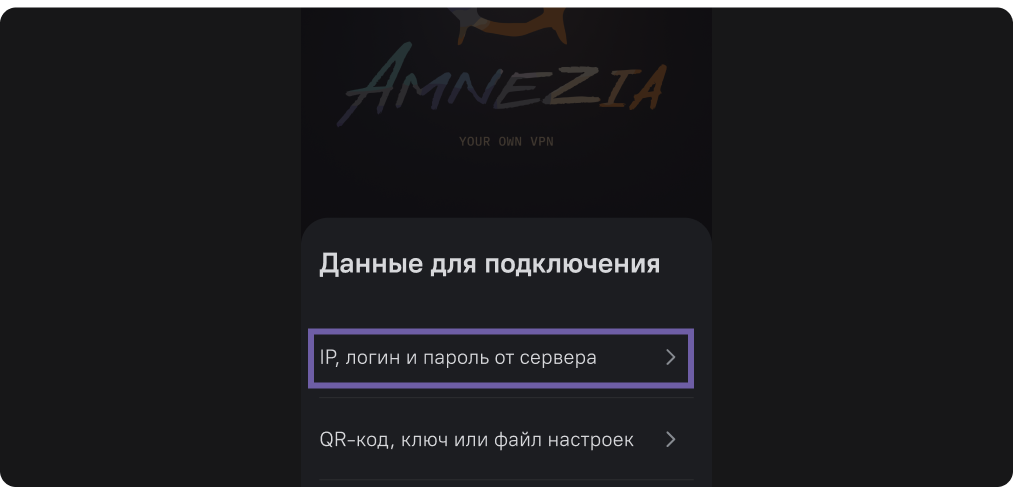 AMNEZIA
YOUR OWN VPN
Данные для подключения
IP, логин и пароль от сервера
QR-код, ключ или файл настроек